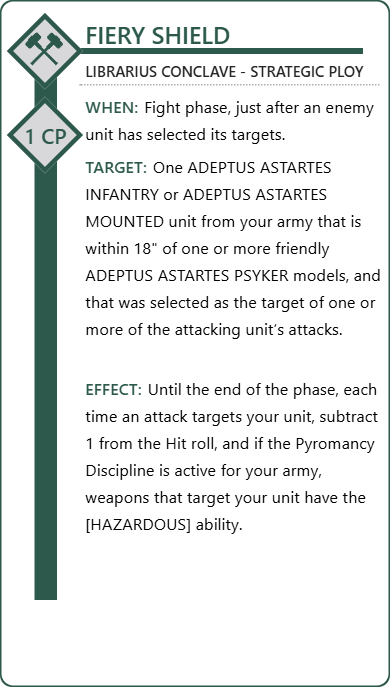 FIERY SHIELD
LIBRARIUS CONCLAVE - STRATEGIC PLOY
1 CP
WHEN: Fight phase, just after an enemy
unit has selected its targets.
TARGET: One ADEPTUS ASTARTES
INFANTRY or ADEPTUS ASTARTES
MOUNTED unit from your army that is
within 18" of one or more friendly
ADEPTUS ASTARTES PSYKER models, and
that was selected as the target of one or
more of the attacking unit’s attacks.
EFFECT: Until the end of the phase, each
time an attack targets your unit, subtract
1 from the Hit roll, and if the Pyromancy
Discipline is active for your army,
weapons that target your unit have the
[HAZARDOUS] ability.